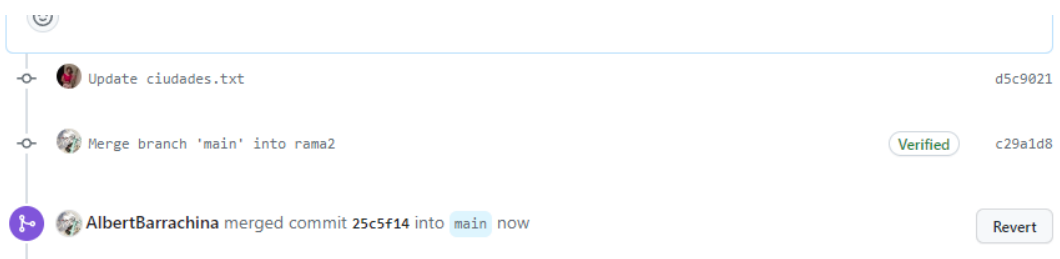 Update ciudades.txt d5c9021
Merge branch 'main' into rama2 Verified c29a1d8
AlbertBarrachina merged commit 25c5f14 into main now Revert